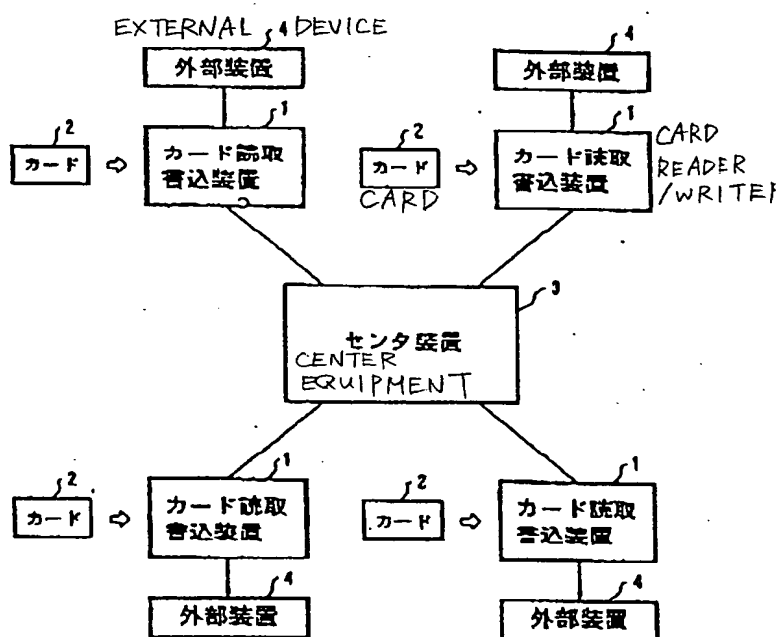 EXTERNAL 4 DEVICE
外部装置
4
外部装置
2
カード
1
カード読取
書込装置
2
カード
CARD
1
カード読取
書込装置
CARD
READER
/WRITER
3
センタ装置
CENTER
EQUIPMENT
2
カード
1
カード読取
書込装置
2
カード
1
カード読取
書込装置
4
外部装置
4
外部装置